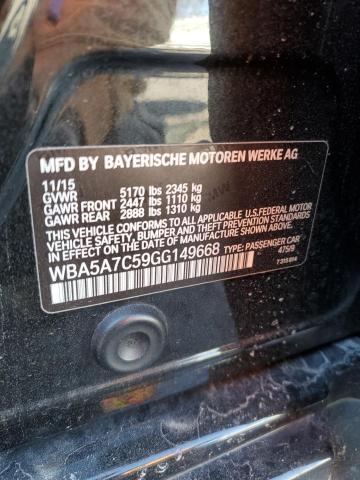 MFD BY BAYERISCHE MOTOREN WERKE AG
11/15
GVWR 5170 lbs 2345 kg
GAWR FRONT 2447 lbs 1110 kg
GAWR REAR 2888 lbs 1310 kg
THIS VEHICLE CONFORMS TO ALL APPLICABLE U.S. FEDERAL MOTOR
VEHICLE SAFETY, BUMPER, AND THEFT PREVENTION STANDARDS
IN EFFECT ON THE DATE OF MANUFACTURE SHOWN ABOVE.
WBA5A7C59GG149668 TYPE: PASSENGER CAR
475/9